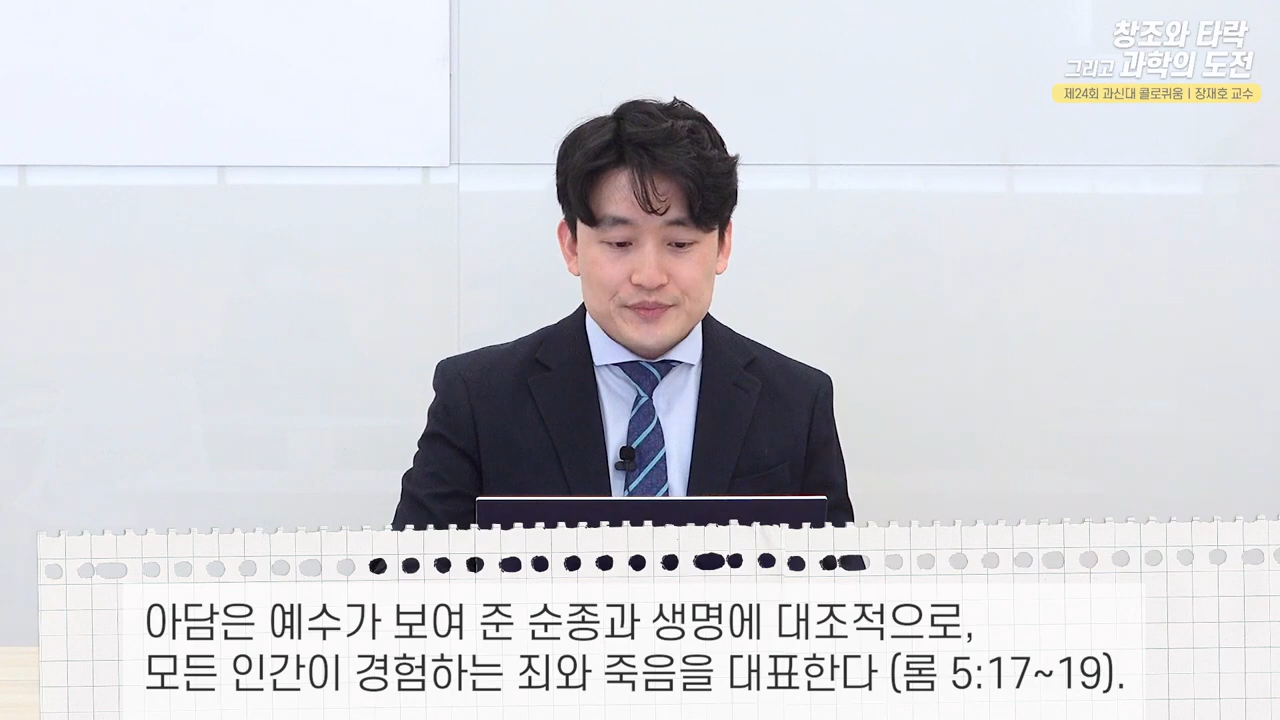 창조와 타락
그리고 과학의 도전
제24회 과신대 콜로퀴움 | 장재호 교수
아담은 예수가 보여 준 순종과 생명에 대조적으로,
모든 인간이 경험하는 죄와 죽음을 대표한다 (롬 5:17~19).